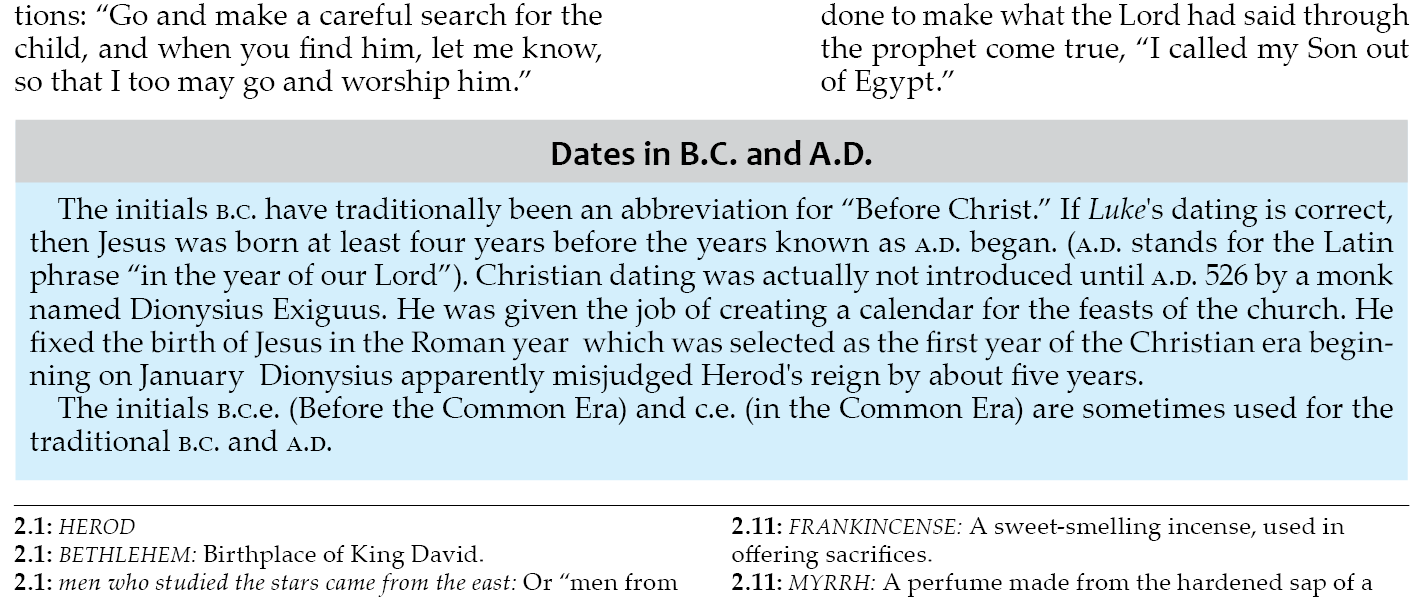 tions: “Go and make a careful search for the
child, and when you find him, let me know,
so that I too may go and worship him.”
done to make what the Lord had said through
the prophet come true, “I called my Son out
of Egypt.”
Dates in B.C. and A.D.
The initials B.C. have traditionally been an abbreviation for “Before Christ.” If Luke's dating is correct,
then Jesus was born at least four years before the years known as A.D. began. (A.D. stands for the Latin
phrase “in the year of our Lord”). Christian dating was actually not introduced until A.D. 526 by a monk
named Dionysius Exiguus. He was given the job of creating a calendar for the feasts of the church. He
fixed the birth of Jesus in the Roman year  which was selected as the first year of the Christian era begin-
ning on January  Dionysius apparently misjudged Herod's reign by about five years.
The initials B.C.e. (Before the Common Era) and c.e. (in the Common Era) are sometimes used for the
traditional B.C. and A.D.
2.1: HEROD
2.1: BETHLEHEM: Birthplace of King David.
2.1: men who studied the stars came from the east: Or “men from
2.11: FRANKINCENSE: A sweet-smelling incense, used in
offering sacrifices.
2.11: MYRRH: A perfume made from the hardened sap of a